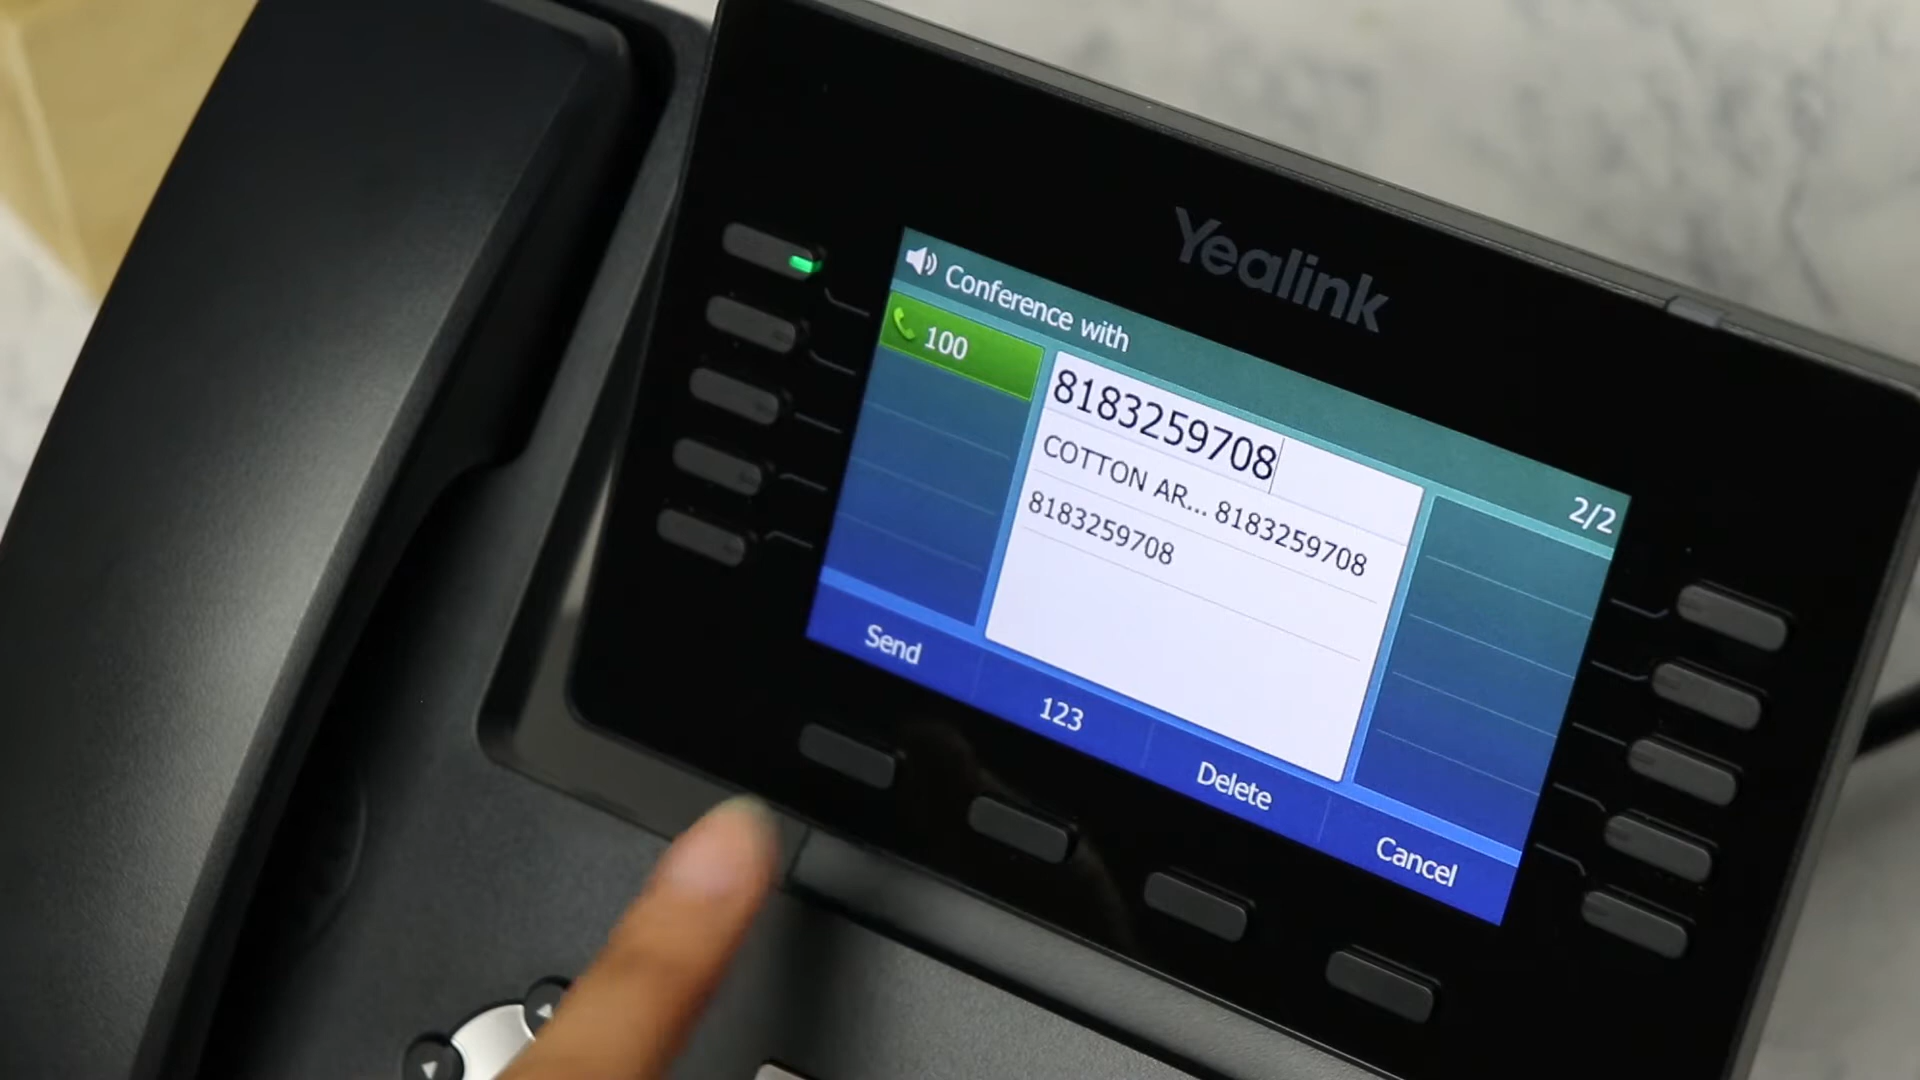 Yealink
Conference with
2/2
100
8183259708
COTTON AR... 8183259708
8183259708
Send
123
Delete
Cancel